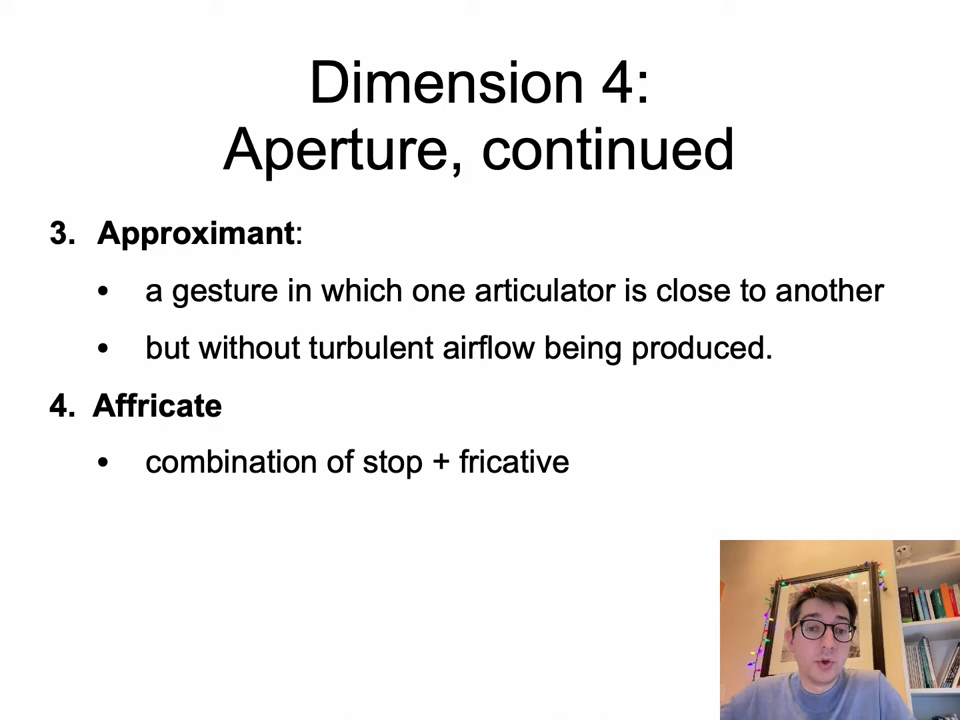 Dimension 4:
Aperture, continued
3. Approximant:
• a gesture in which one articulator is close to another
• but without turbulent airflow being produced.
4. Affricate
• combination of stop + fricative